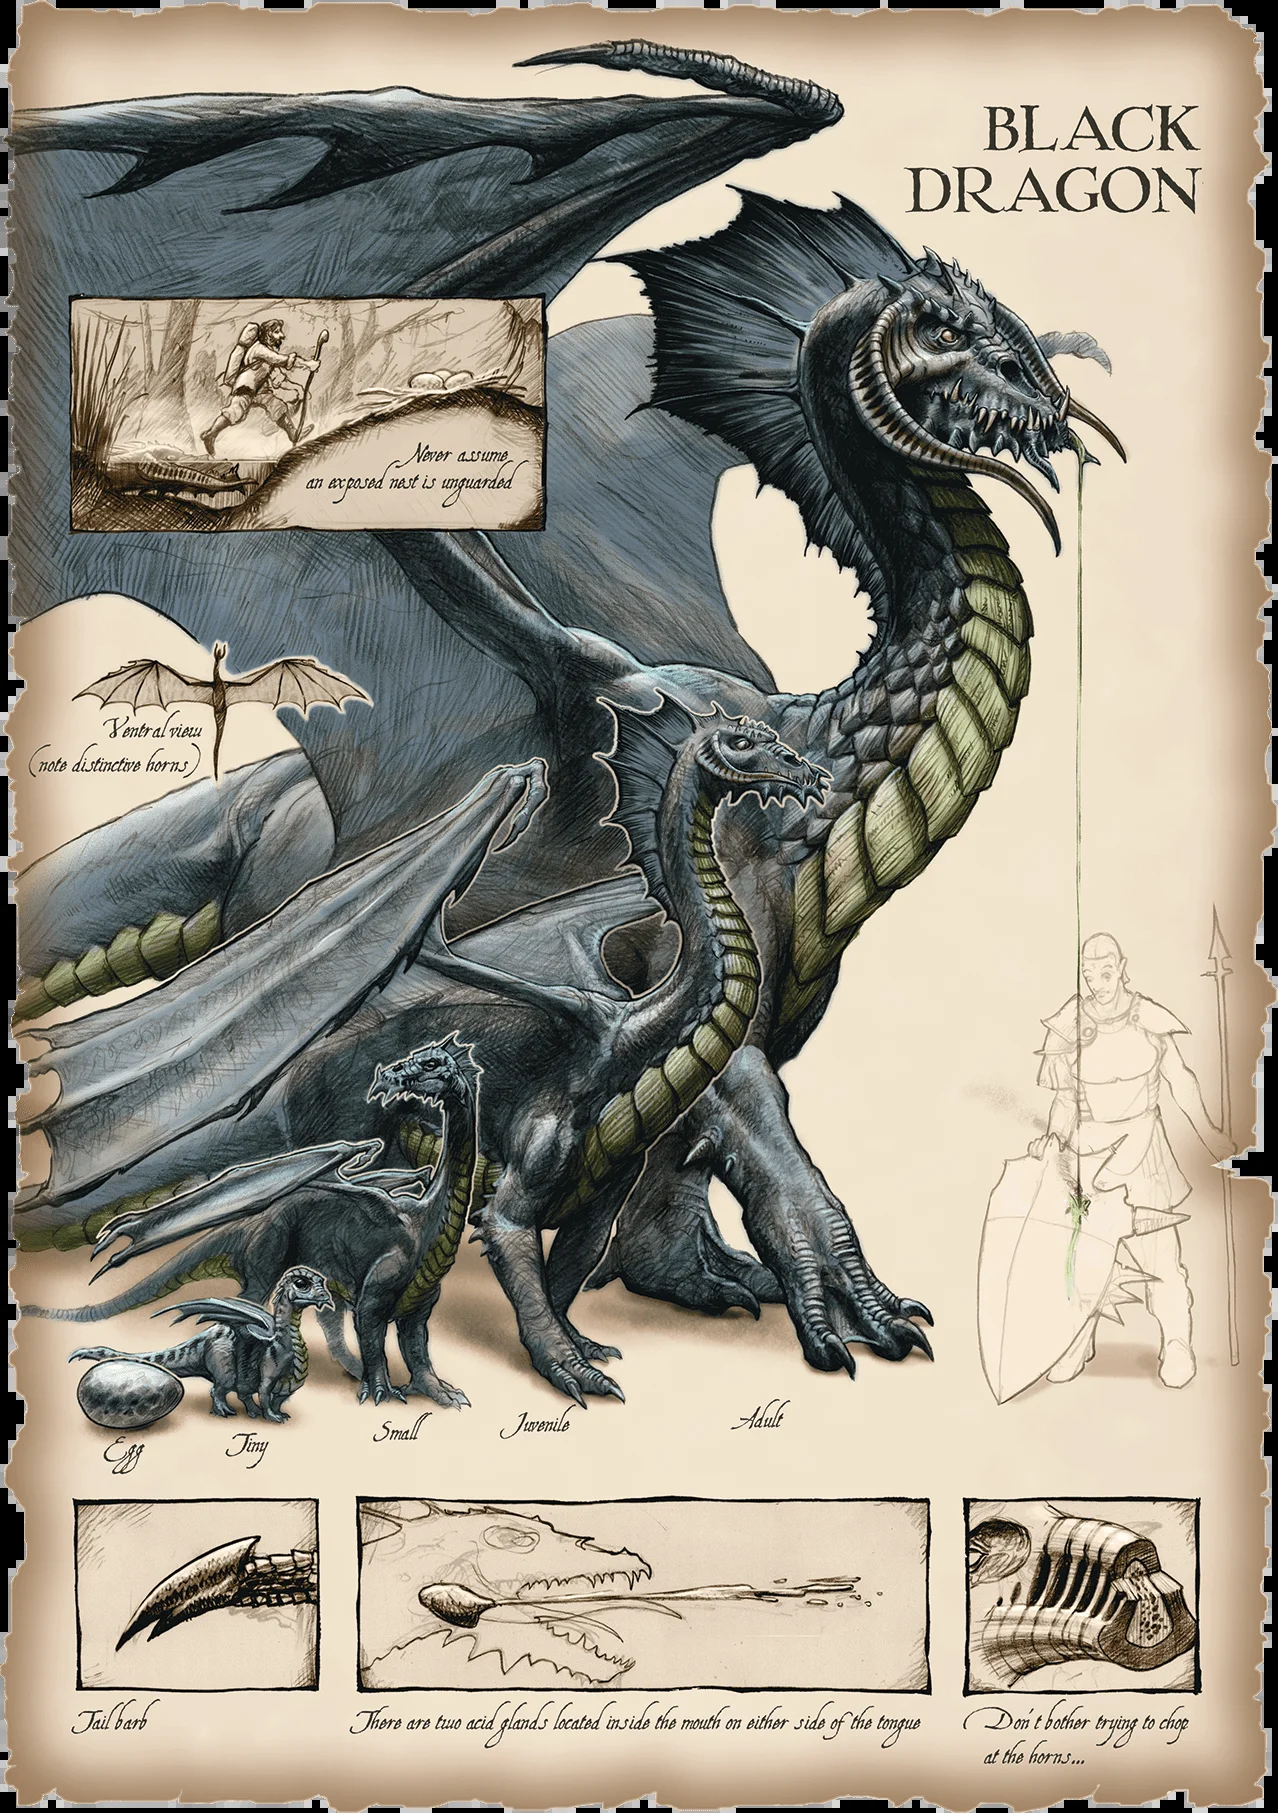 BLACK
DRAGON
Never assume
an exposed nest is unguarded
Ventral view
(note distinctive horns)
Egg
Tiny
Small
Juvenile
Adult
Tail barb
There are two acid glands located inside the mouth on either side of the tongue
Don't bother trying to chop
at the horns...